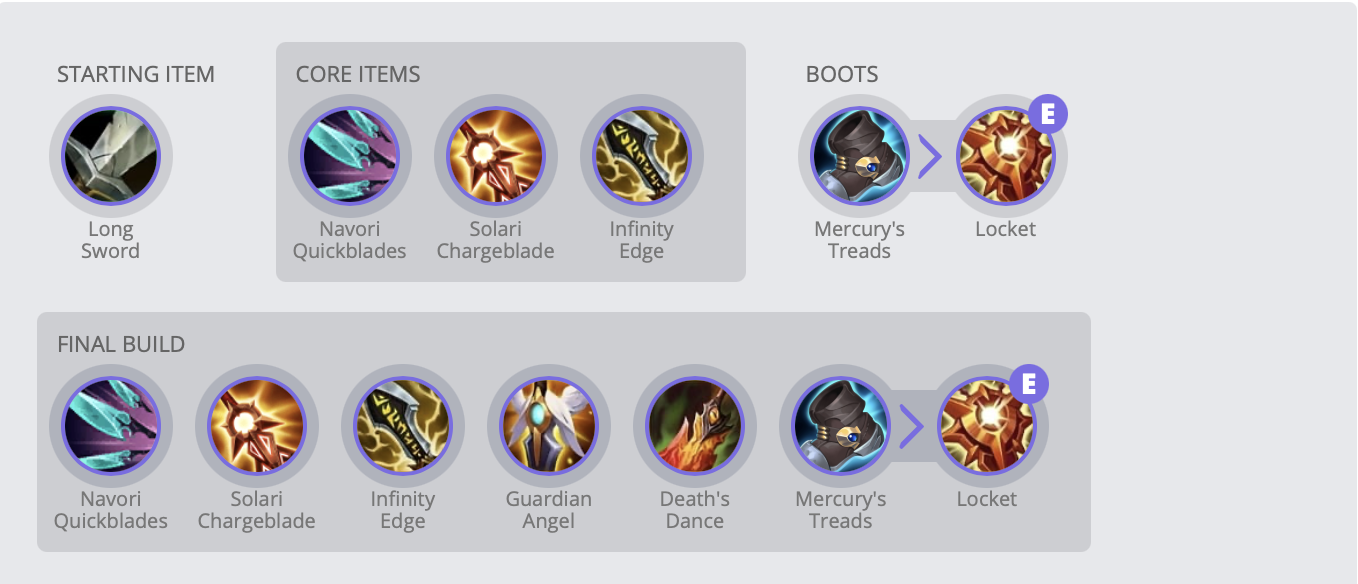 STARTING ITEM
Long
Sword
CORE ITEMS
Navori
Quickblades
Solari
Chargeblade
Infinity
Edge
BOOTS
Mercury's
Treads
E
Locket
FINAL BUILD
Navori
Quickblades
Solari
Chargeblade
Infinity
Edge
Guardian
Angel
Death's
Dance
Mercury's
Treads
E
Locket